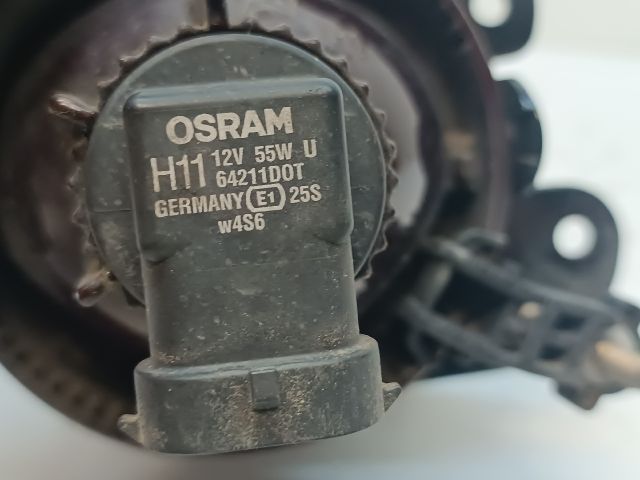 OSRAM
H11 12V 55W U
64211DOT
GERMANY E1 25S
w4S6